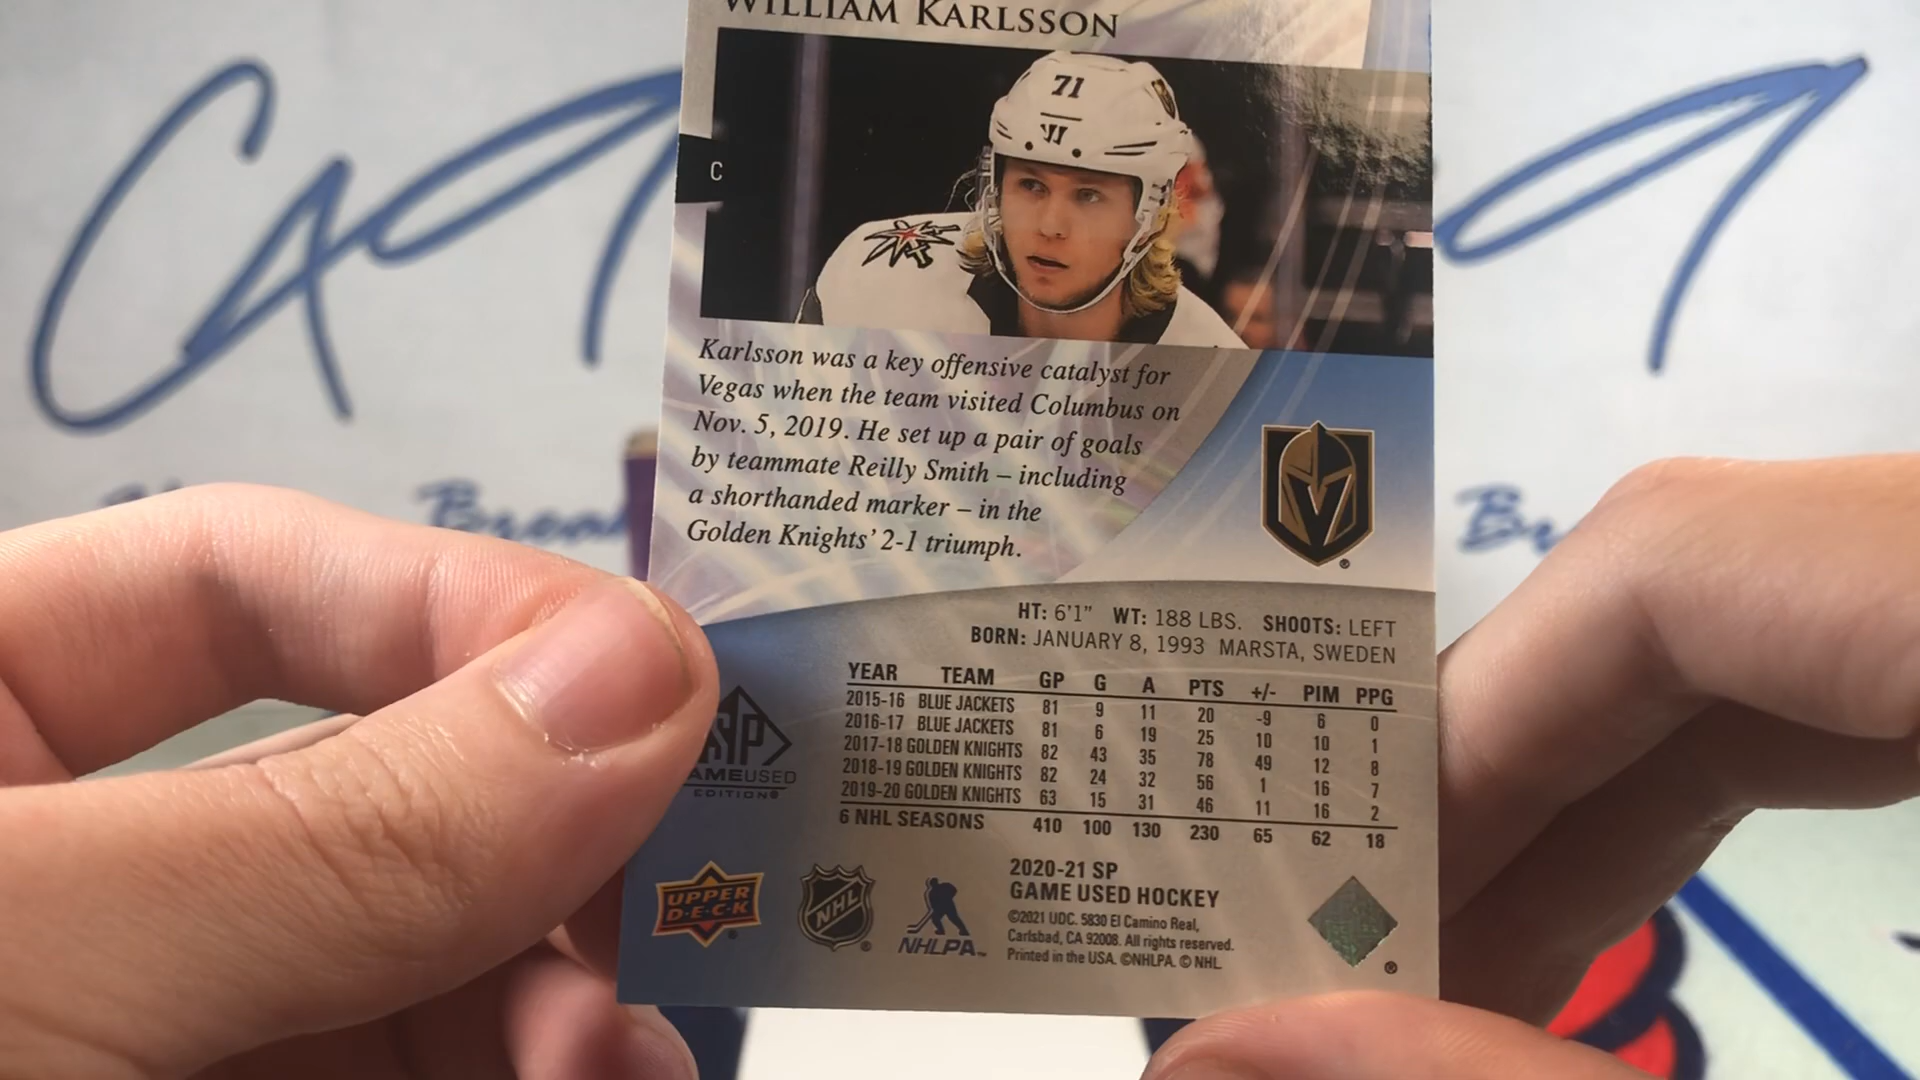 WILLIAM KARLSSON
71
C
Karlsson was a key offensive catalyst for
Vegas when the team visited Columbus on
Nov. 5, 2019. He set up a pair of goals
by teammate Reilly Smith – including
a shorthanded marker – in the
Golden Knights' 2-1 triumph.
HT: 6'1" WT: 188 LBS. SHOOTS: LEFT
BORN: JANUARY 8, 1993 MARSTA, SWEDEN
YEAR TEAM GP G A PTS +/- PIM PPG
2015-16 BLUE JACKETS 81 9 11 20 -9 6 0
2016-17 BLUE JACKETS 81 6 19 25 10 10 1
2017-18 GOLDEN KNIGHTS 82 43 35 78 49 12 8
2018-19 GOLDEN KNIGHTS 82 24 32 56 1 16 7
2019-20 GOLDEN KNIGHTS 63 15 31 46 11 16 2
6 NHL SEASONS 410 100 130 230 65 62 18
SP
GAMEUSED
EDITION®
UPPER
D·E·C·K
NHL
NHLPA™
2020-21 SP
GAME USED HOCKEY
©2021 UDC. 5830 El Camino Real,
Carlsbad, CA 92008. All rights reserved.
Printed in the USA. ©NHLPA. © NHL